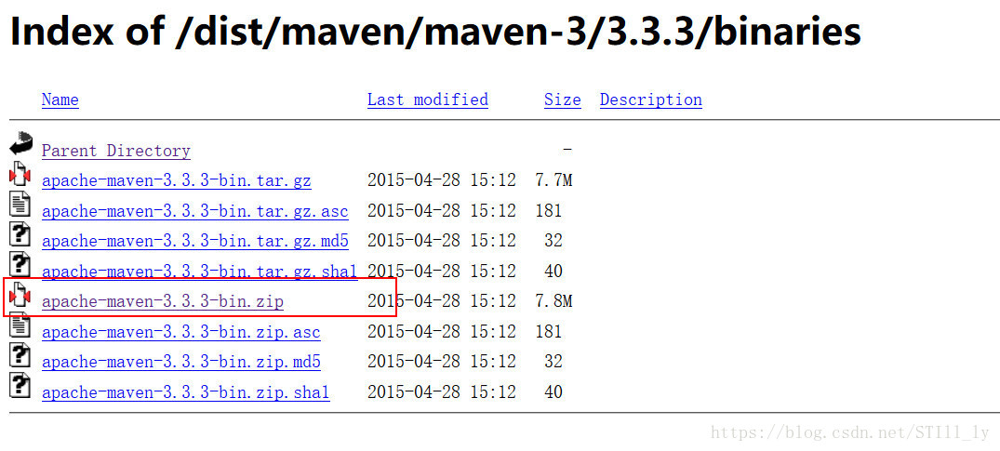 Index of /dist/maven/maven-3/3.3.3/binaries
Name Last modified Size Description
Parent Directory -
apache-maven-3.3.3-bin.tar.gz 2015-04-28 15:12 7.7M
apache-maven-3.3.3-bin.tar.gz.asc 2015-04-28 15:12 181
apache-maven-3.3.3-bin.tar.gz.md5 2015-04-28 15:12 32
apache-maven-3.3.3-bin.tar.gz.sha1 2015-04-28 15:12 40
apache-maven-3.3.3-bin.zip 2015-04-28 15:12 7.8M
apache-maven-3.3.3-bin.zip.asc 2015-04-28 15:12 181
apache-maven-3.3.3-bin.zip.md5 2015-04-28 15:12 32
apache-maven-3.3.3-bin.zip.sha1 2015-04-28 15:12 40
https://blog.csdn.net/STIll_ly